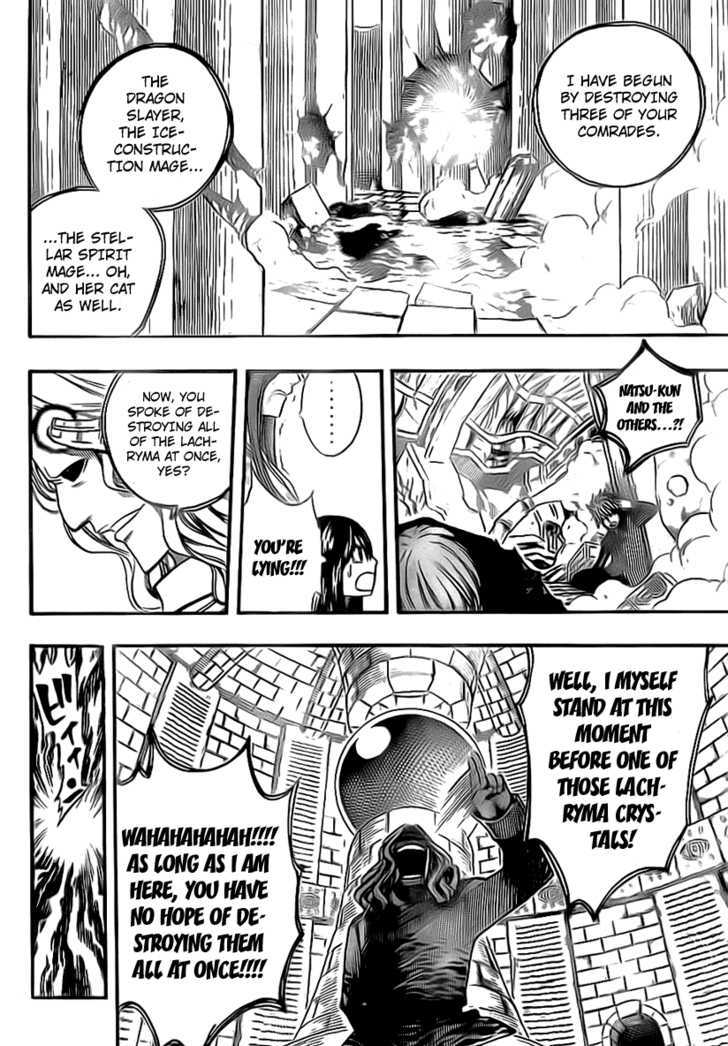 I HAVE BEGUN
BY DESTROYING
THREE OF YOUR
COMRADES.
THE
DRAGON
SLAYER,
THE ICE-
CONSTRUC-
TION MAGE...
...THE STEL-
LAR SPIRIT
MAGE... OH,
AND HER CAT
AS WELL.
NATSU-KUN
AND THE
OTHERS...?!
......
YOU'RE
LYING!!!
NOW, YOU
SPOKE OF DE-
STROYING ALL
OF THE LACH-
RYMA AT ONCE,
YES?
WELL, I MYSELF
STAND AT THIS
MOMENT
BEFORE ONE OF
THOSE LACH-
RYMA CRYS-
TALS!
WAHAHAHAHAH!!!!
AS LONG AS I AM
HERE, YOU HAVE
NO HOPE OF DE-
STROYING THEM
ALL AT ONCE!!!!
ビィィ・